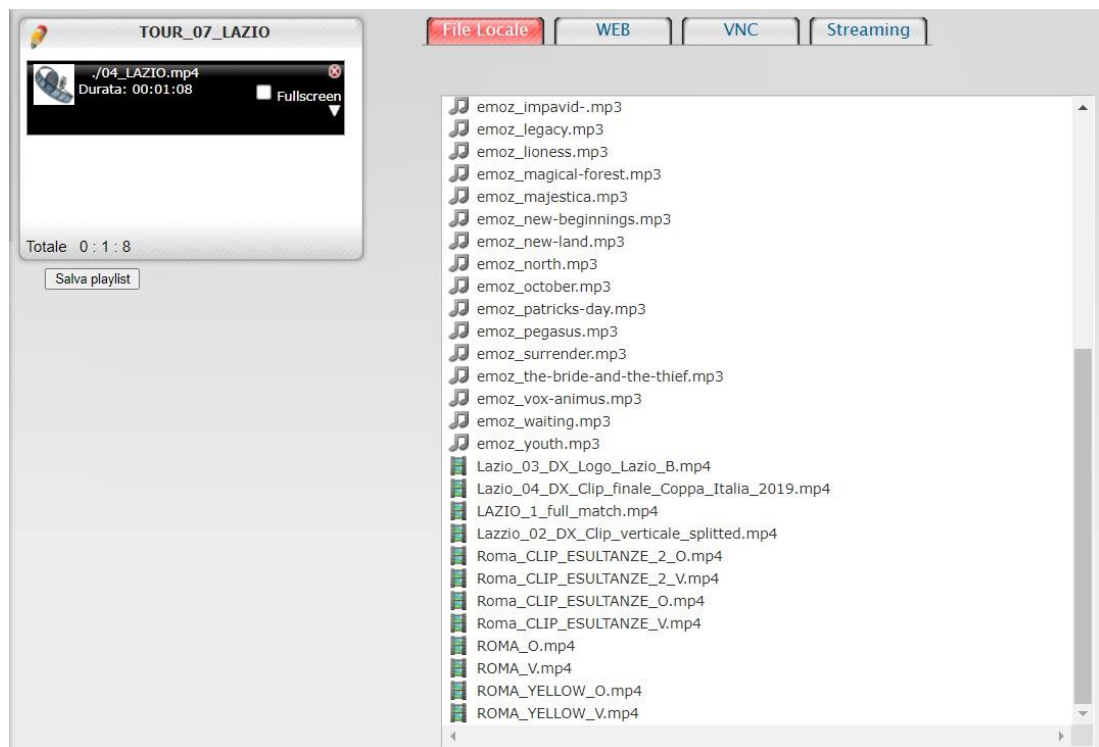 TOUR_07_LAZIO
./04_LAZIO.mp4
Durata: 00:01:08
Fullscreen
Totale 0 : 1 : 8
Salva playlist
File Locale WEB VNC Streaming
emoz_impavid-.mp3
emoz_legacy.mp3
emoz_lioness.mp3
emoz_magical-forest.mp3
emoz_majestica.mp3
emoz_new-beginnings.mp3
emoz_new-land.mp3
emoz_north.mp3
emoz_october.mp3
emoz_patricks-day.mp3
emoz_pegasus.mp3
emoz_surrender.mp3
emoz_the-bride-and-the-thief.mp3
emoz_vox-animus.mp3
emoz_waiting.mp3
emoz_youth.mp3
Lazio_03_DX_Logo_Lazio_B.mp4
Lazio_04_DX_Clip_finale_Coppa_Italia_2019.mp4
LAZIO_1_full_match.mp4
Lazzio_02_DX_Clip_verticale_splitted.mp4
Roma_CLIP_ESULTANZE_2_O.mp4
Roma_CLIP_ESULTANZE_2_V.mp4
Roma_CLIP_ESULTANZE_O.mp4
Roma_CLIP_ESULTANZE_V.mp4
ROMA_O.mp4
ROMA_V.mp4
ROMA_YELLOW_O.mp4
ROMA_YELLOW_V.mp4